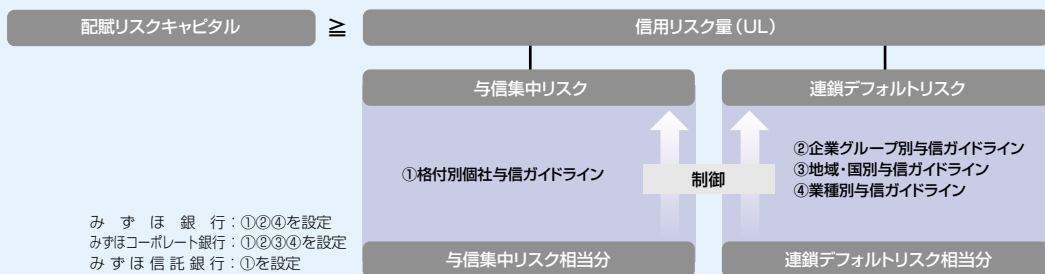 配賦リスクキャピタル ≧ 信用リスク量(UL)
与信集中リスク 連鎖デフォルトリスク
①格付別個社与信ガイドライン
制御
②企業グループ別与信ガイドライン
③地域・国別与信ガイドライン
④業種別与信ガイドライン
みずほ銀行:①②④を設定
みずほコーポレート銀行:①②③④を設定
みずほ信託銀行:①を設定
与信集中リスク相当分 連鎖デフォルトリスク相当分